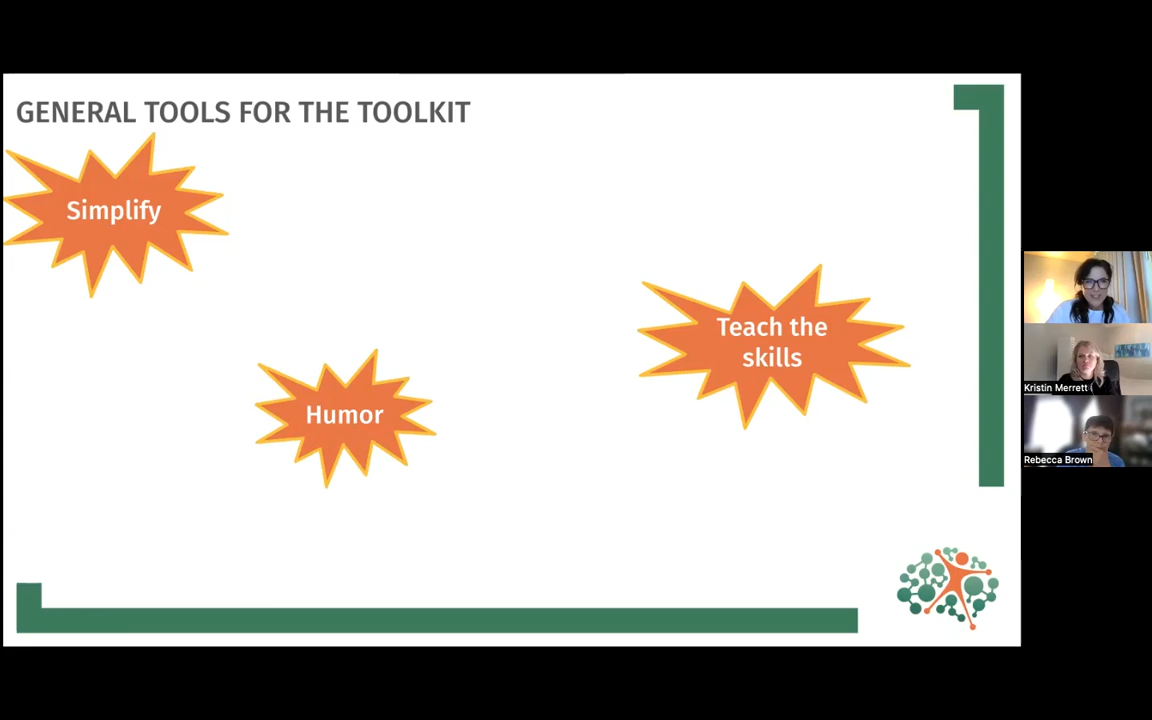 GENERAL TOOLS FOR THE TOOLKIT
Simplify
Teach the
skills
Humor
Kristin Merrett
Rebecca Brown